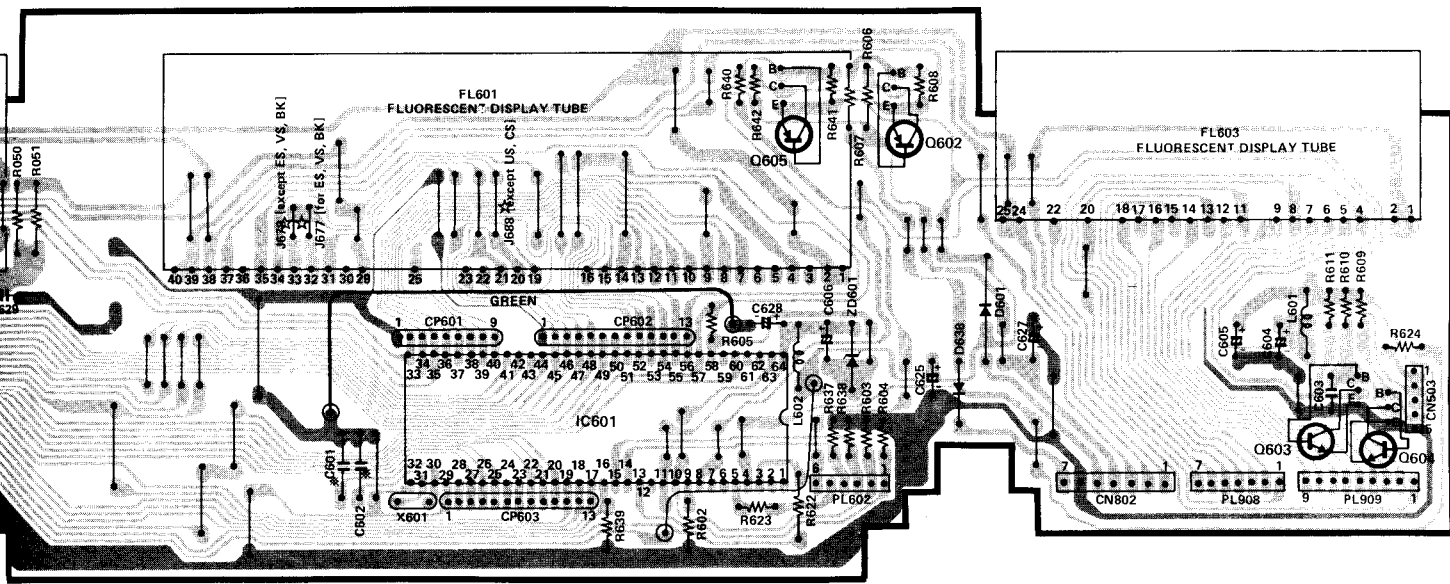 FL601
FLUORESCENT DISPLAY TUBE
FL603
FLUORESCENT DISPLAY TUBE
R050
R051
J678 [except ES, VS, BK]
J677 [for ES, VS, BK]
J688 [except US, CS]
R640
R642
B
C
E
Q605
R641
R607
R606
B
C
E
R608
Q602
40 39 38 37 36 35 34 33 32 31 30 29 25 23 22 21 20 19 16 15 14 13 12 11 10 9 8 7 6 5 4 3 2 1
25 24 22 20 18 17 16 15 14 13 12 11 9 8 7 6 5 4 2 1
GREEN
1 CP601 9
1 CP602 13
R605
C628
C606
ZD601
D601
D638
C627
C625
C605
C604
L601
R611
R610
R609
R624
34 36 38 40 42 44 46 48 50 52 54 56 58 60 62 64
33 35 37 39 41 43 45 47 49 51 53 55 57 59 61 63
IC601
L602
R637
R638
R603
R604
32 30 28 26 24 22 20 18 16 14
31 29 27 25 23 21 19 17 15 13 11 10 9 8 7 6 5 4 3 2 1
12
C601
C602
X601
1 CP603 13
R639
R602
R623
R622
6 PL602 1
B
C
E
B
C
Q603
Q604
1
CN503
7 CN802 1
7 PL908 1
9 PL909 1